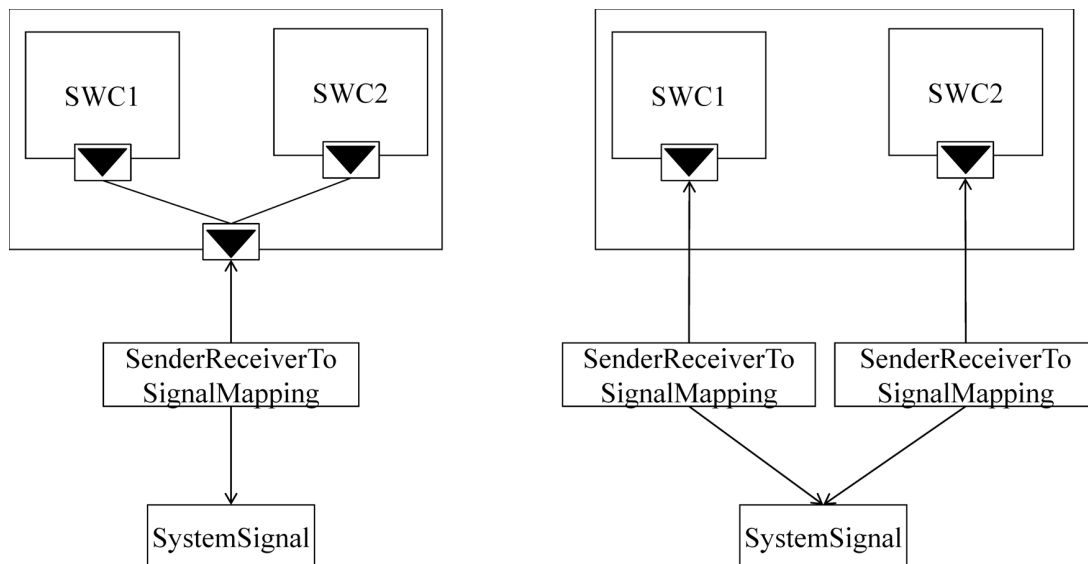 SWC1
SWC2
SenderReceiverTo
SignalMapping
SystemSignal
SWC1
SWC2
SenderReceiverTo
SignalMapping
SenderReceiverTo
SignalMapping
SystemSignal